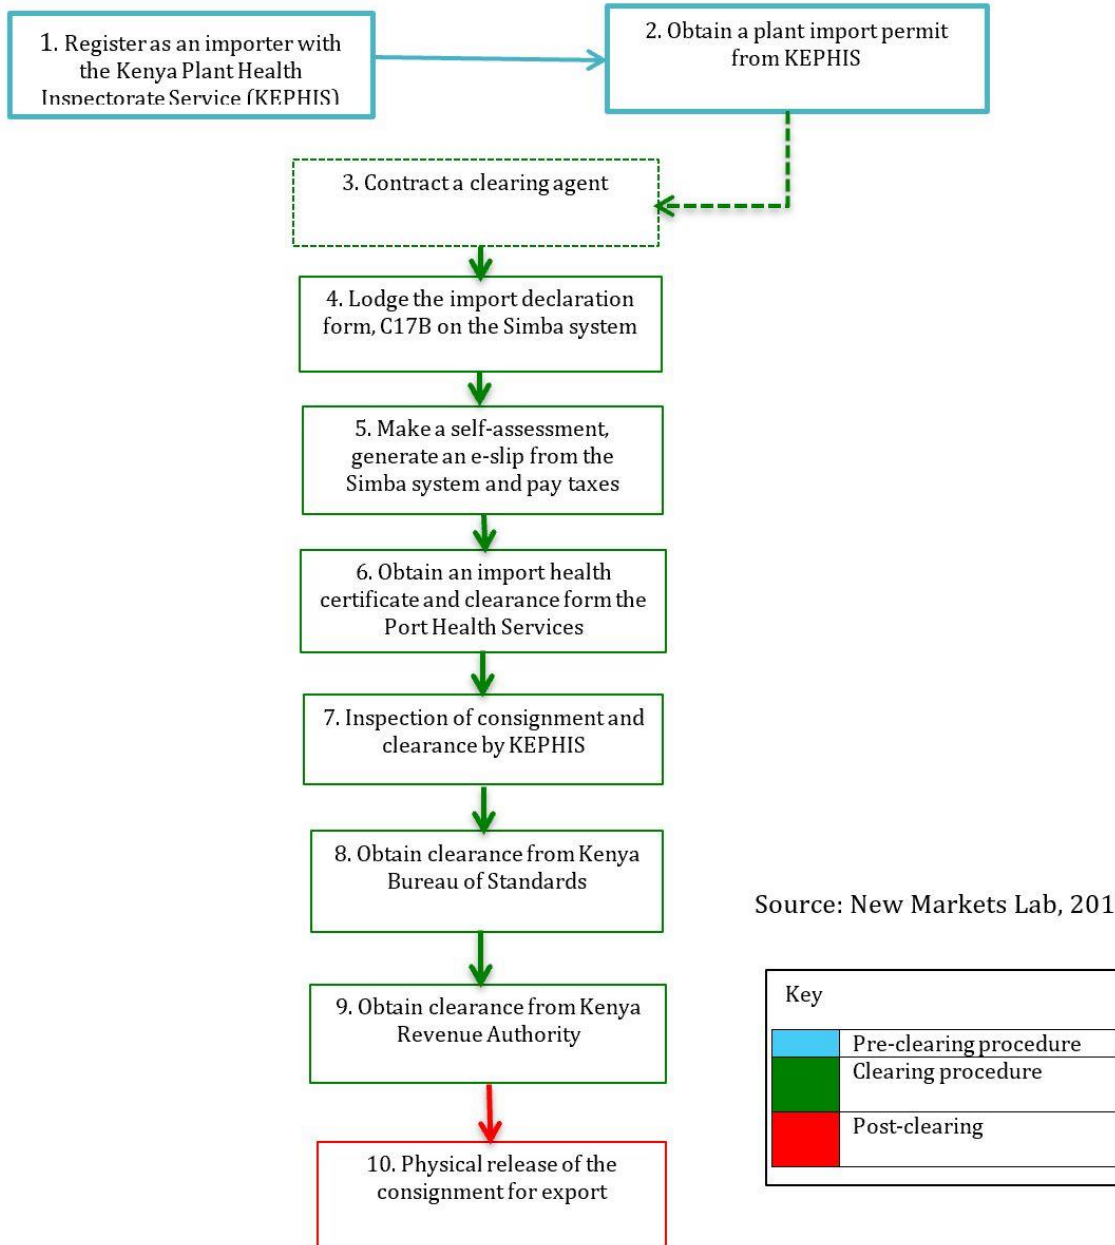 1. Register as an importer with
the Kenya Plant Health
Inspectorate Service (KEPHIS)
2. Obtain a plant import permit
from KEPHIS
3. Contract a clearing agent
4. Lodge the import declaration
form, C17B on the Simba system
5. Make a self-assessment,
generate an e-slip from the
Simba system and pay taxes
6. Obtain an import health
certificate and clearance form the
Port Health Services
7. Inspection of consignment and
clearance by KEPHIS
8. Obtain clearance from Kenya
Bureau of Standards
Source: New Markets Lab, 201
9. Obtain clearance from Kenya
Revenue Authority
Key
Pre-clearing procedure
Clearing procedure
Post-clearing
10. Physical release of the
consignment for export